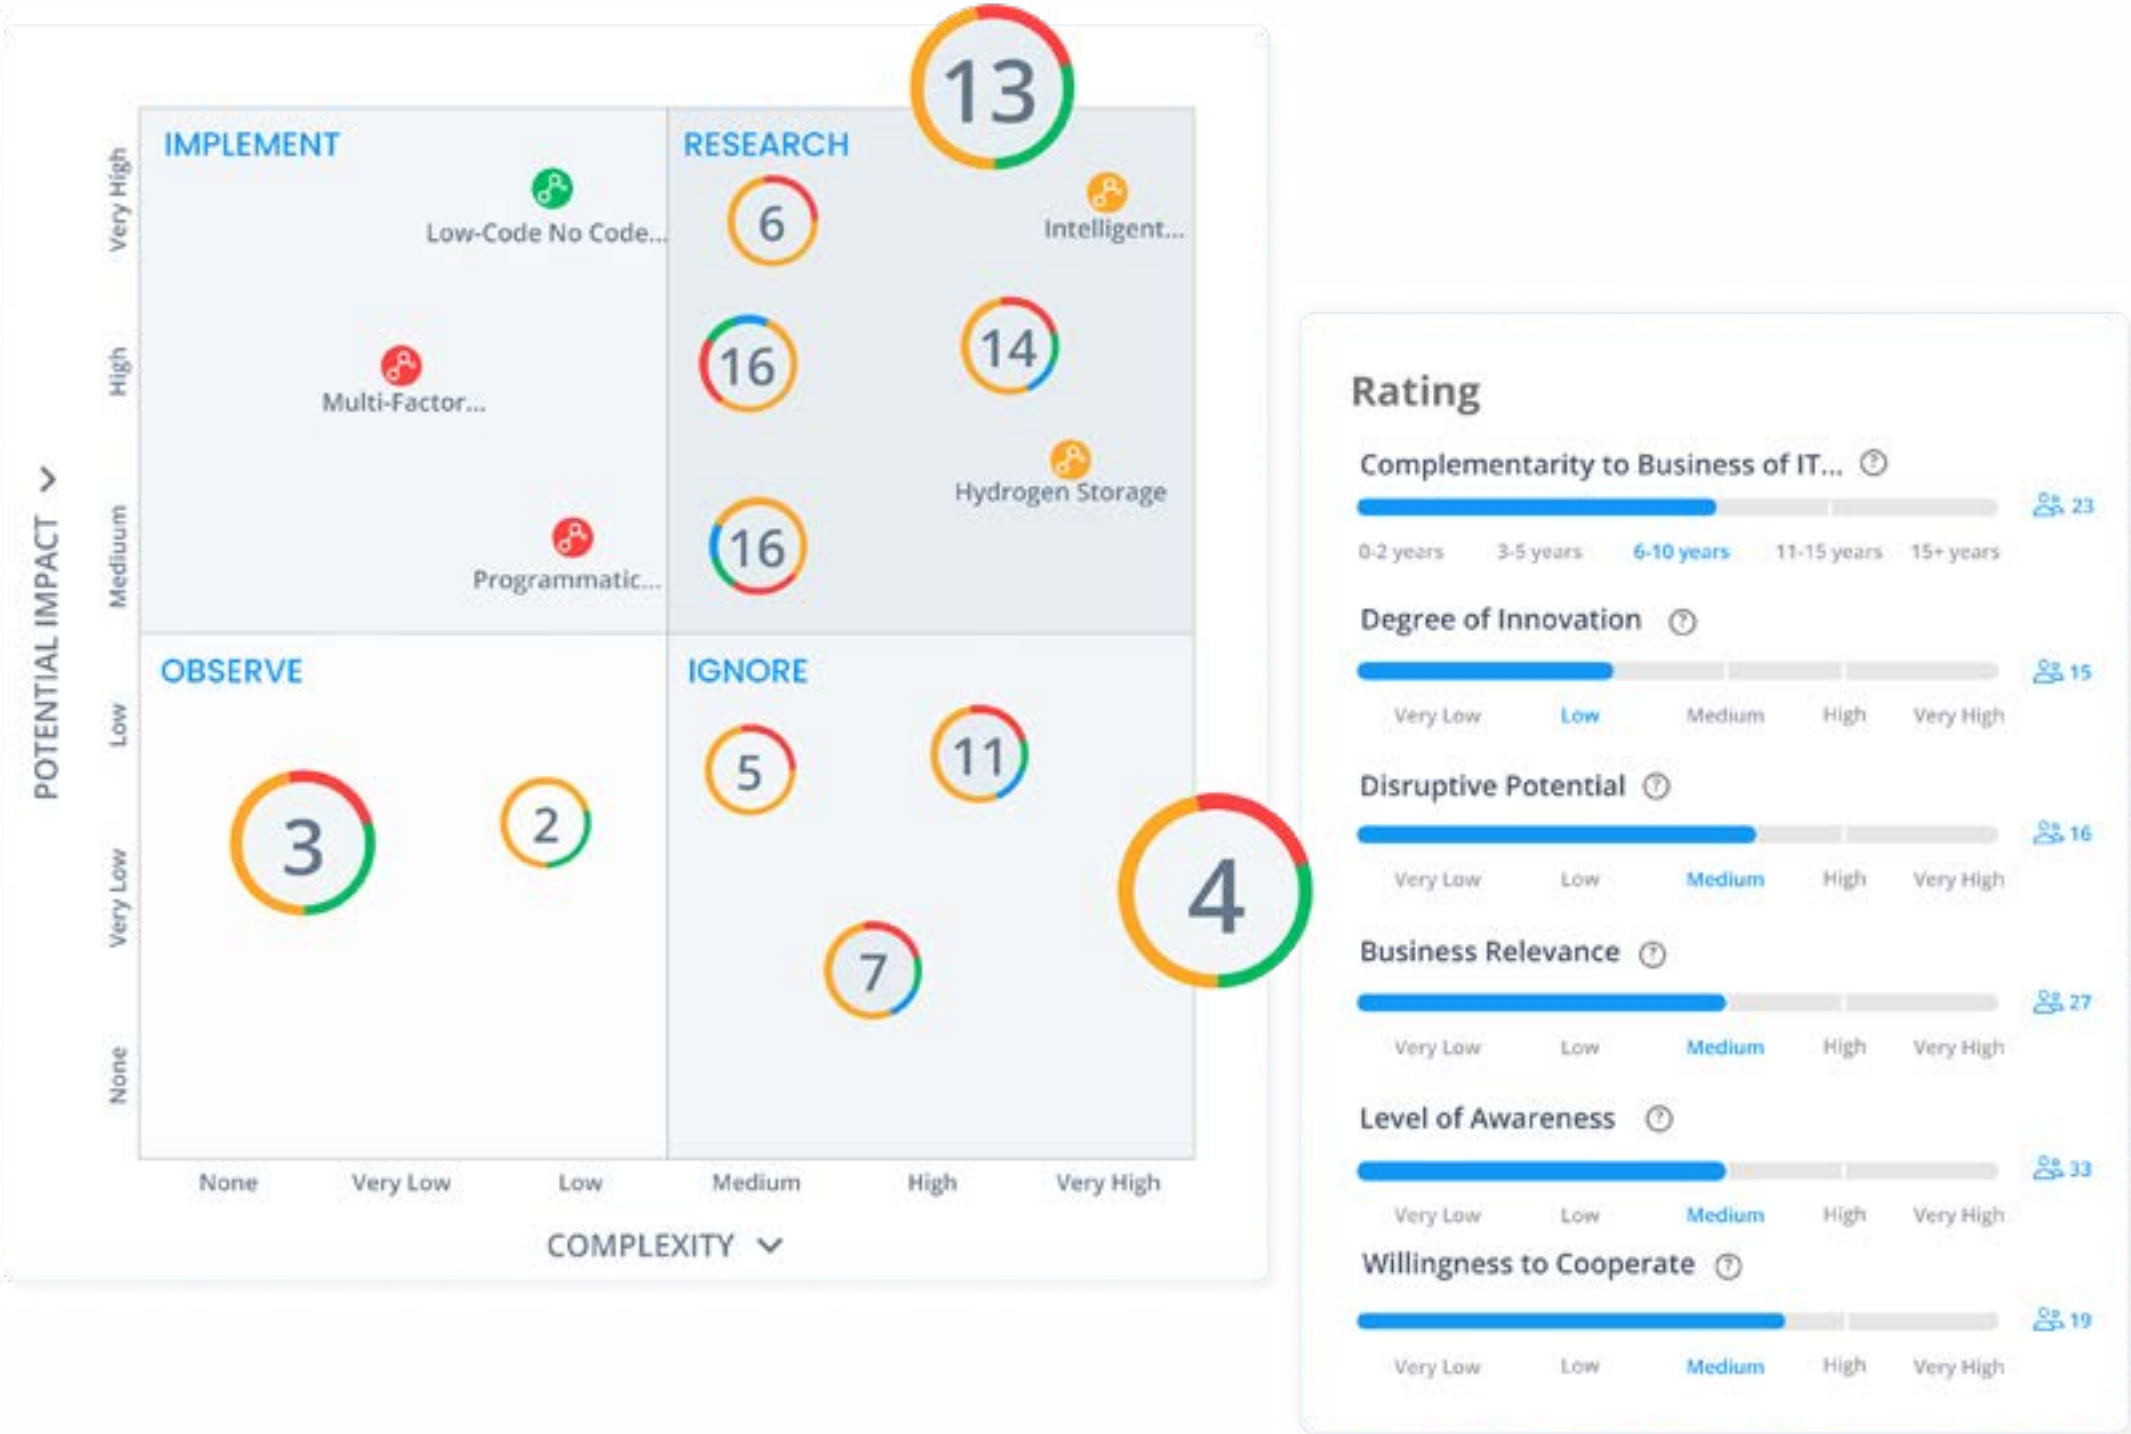 13
IMPLEMENT
RESEARCH
Very High
6
Low-Code No Code...
Intelligent...
High
14
16
Multi-Factor...
Hydrogen Storage
POTENTIAL IMPACT
Mediuum
16
Programmatic...
OBSERVE
IGNORE
Low
11
5
3
2
4
Very Low
7
None
None
Very Low
Low
Medium
High
Very High
COMPLEXITY
Rating
Complementarity to Business of IT... ?
23
0-2 years 3-5 years 6-10 years 11-15 years 15+ years
Degree of Innovation ?
15
Very Low Low Medium High Very High
Disruptive Potential ?
16
Very Low Low Medium High Very High
Business Relevance ?
27
Very Low Low Medium High Very High
Level of Awareness ?
33
Very Low Low Medium High Very High
Willingness to Cooperate ?
19
Very Low Low Medium High Very High